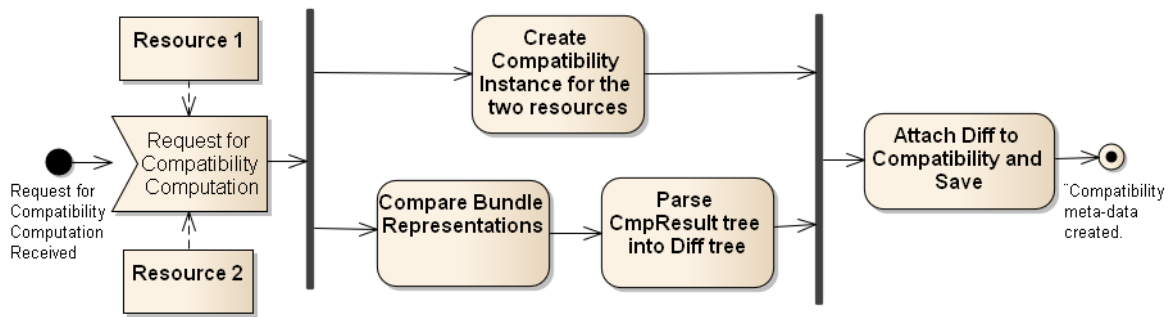 Resource 1
Request for
Compatibility
Computation
Resource 2
Request for
Compatibility
Computation
Received
Create
Compatibility
Instance for the
two resources
Compare Bundle
Representations
Parse
CmpResult tree
into Diff tree
Attach Diff to
Compatibility and
Save
¨Compatibility
meta-data
created.